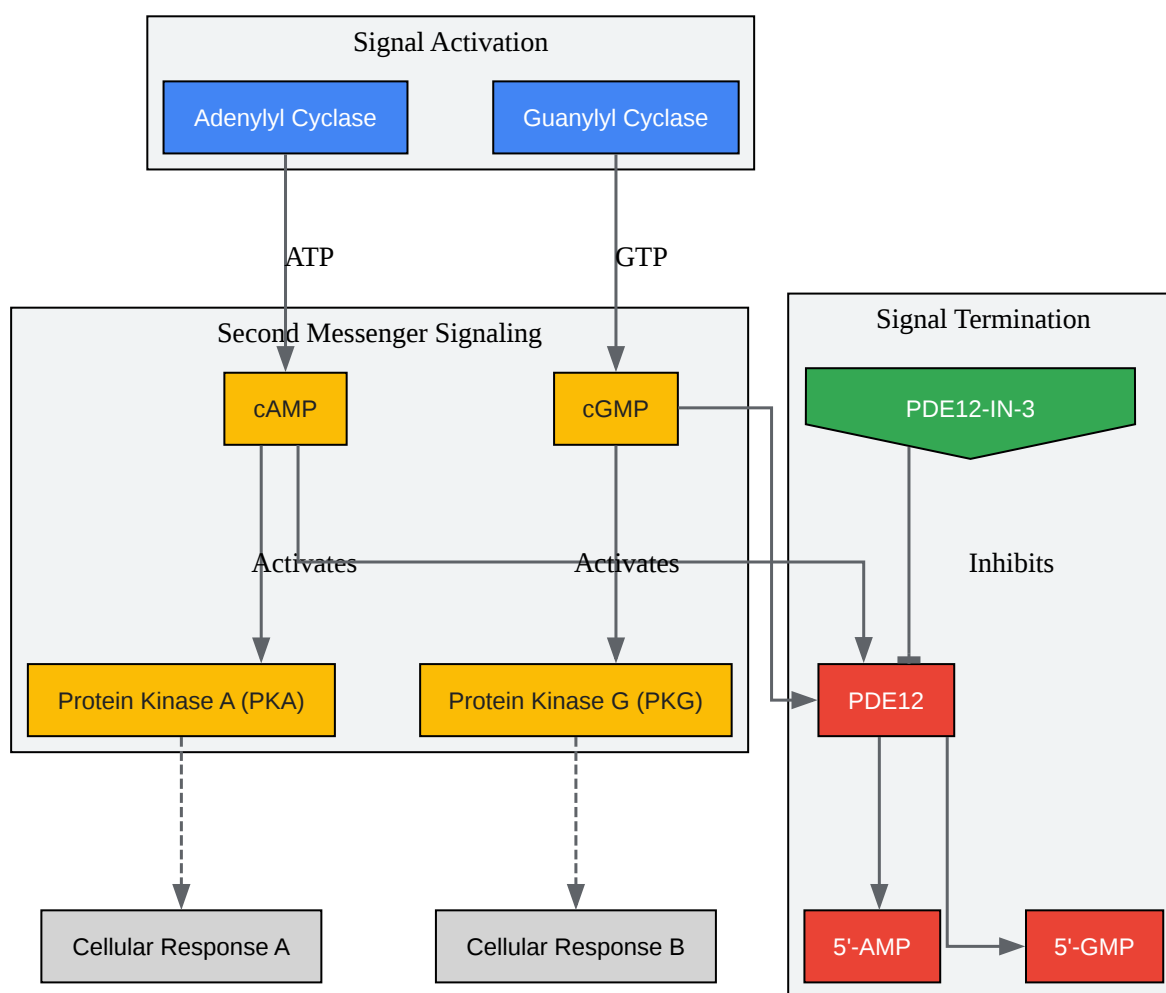 Signal Activation
Adenylyl Cyclase
Guanylyl Cyclase
ATP
GTP
Second Messenger Signaling
Signal Termination
cAMP
cGMP
PDE12-IN-3
Activates
Activates
Inhibits
Protein Kinase A (PKA)
Protein Kinase G (PKG)
PDE12
Cellular Response A
Cellular Response B
5'-AMP
5'-GMP